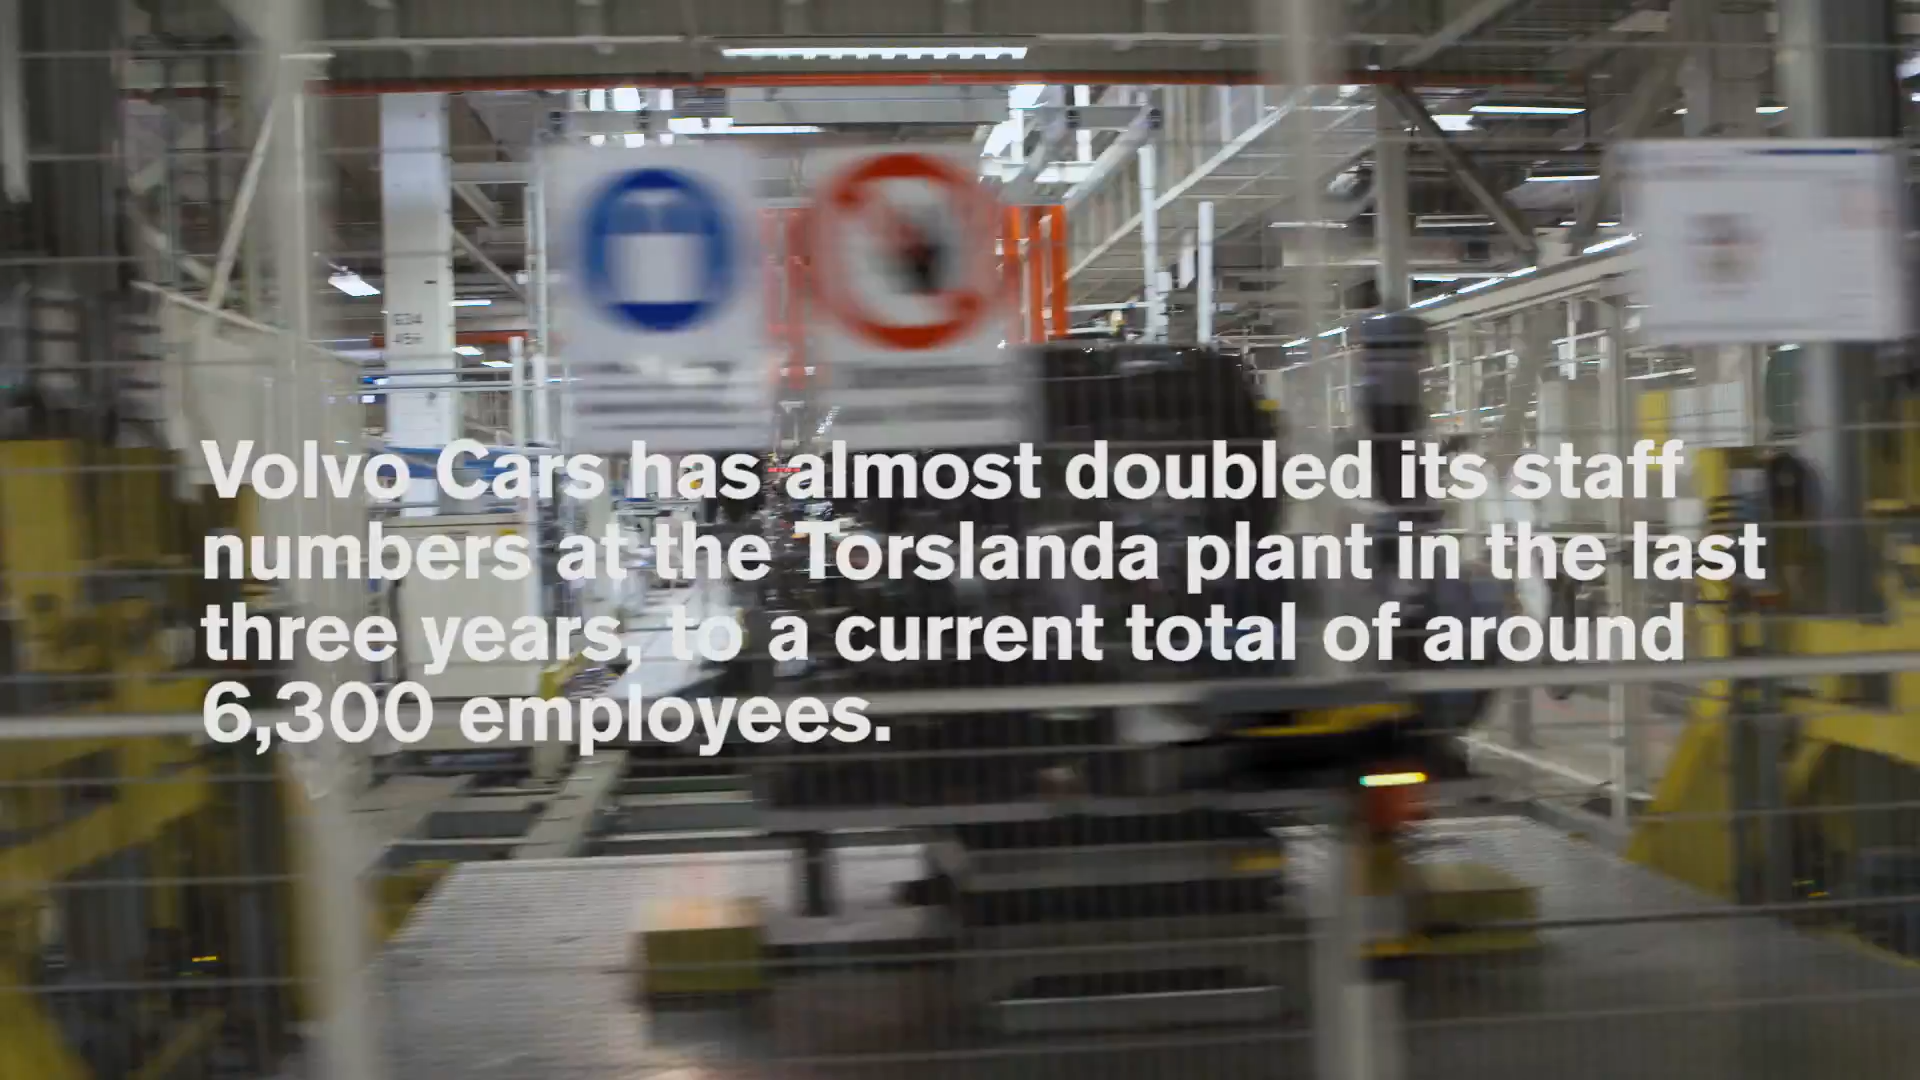 Volvo Cars has almost doubled its staff
numbers at the Torslanda plant in the last
three years, to a current total of around
6,300 employees.